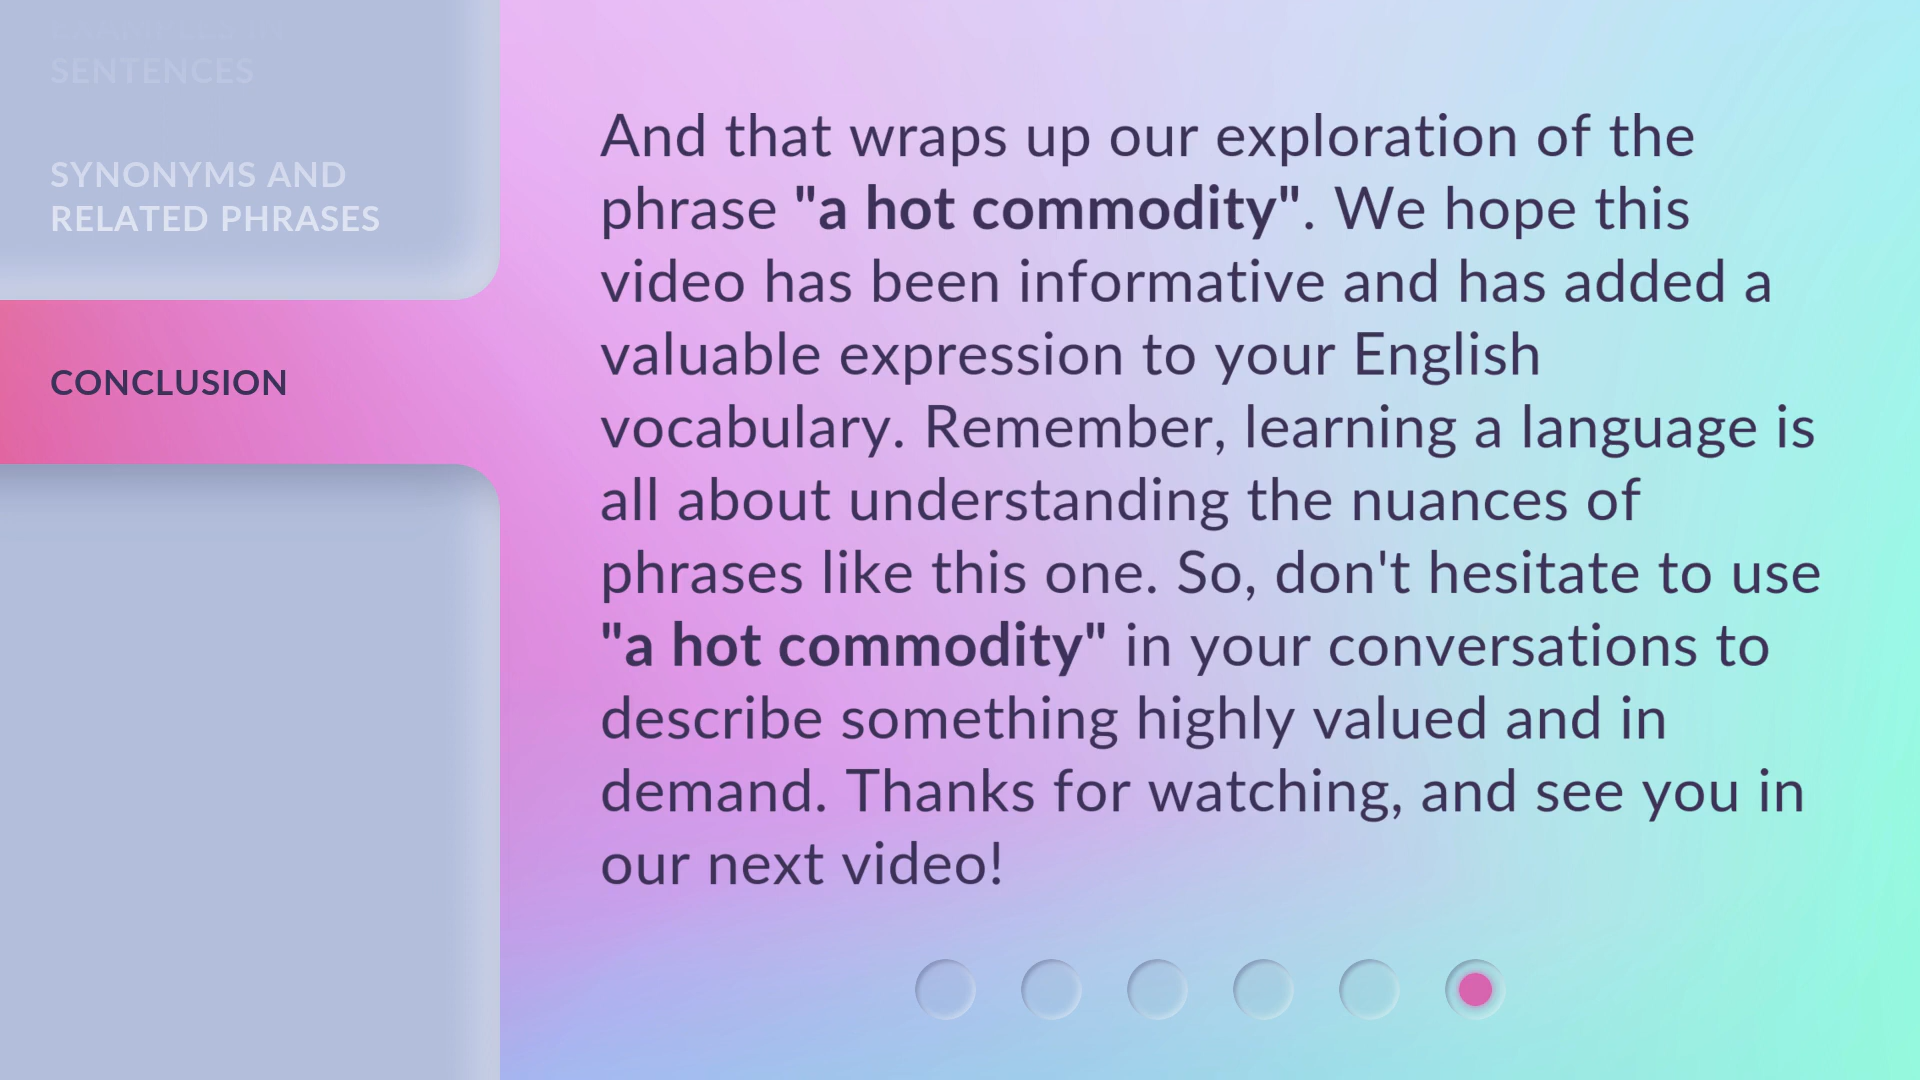 SENTENCES
SYNONYMS AND
RELATED PHRASES
CONCLUSION
And that wraps up our exploration of the
phrase "a hot commodity". We hope this
video has been informative and has added a
valuable expression to your English
vocabulary. Remember, learning a language is
all about understanding the nuances of
phrases like this one. So, don't hesitate to use
"a hot commodity" in your conversations to
describe something highly valued and in
demand. Thanks for watching, and see you in
our next video!